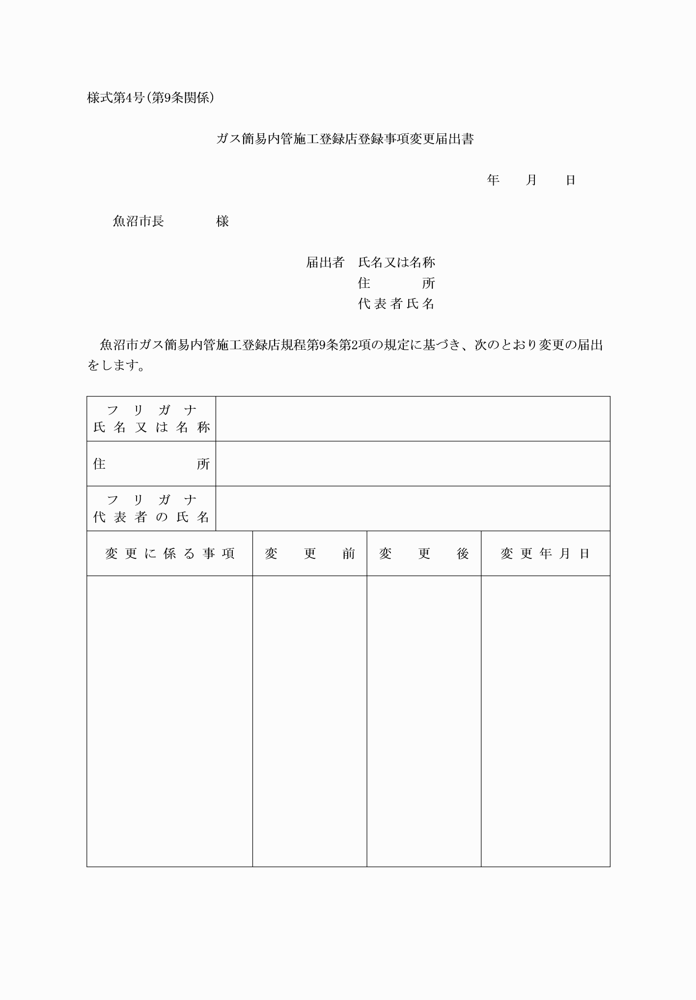 様式第4号(第9条関係)
ガス簡易内管施工登録店登録事項変更届出書
年　　月　　日
魚沼市長　　　　様
届出者　氏名又は名称
住　　　　所
代表者氏名
魚沼市ガス簡易内管施工登録店規程第9条第2項の規定に基づき、次のとおり変更の届出
をします。
フリガナ
氏名又は名称
住　　　　所
フリガナ
代表者の氏名
変更に係る事項　変　更　前　変　更　後　変更年月日